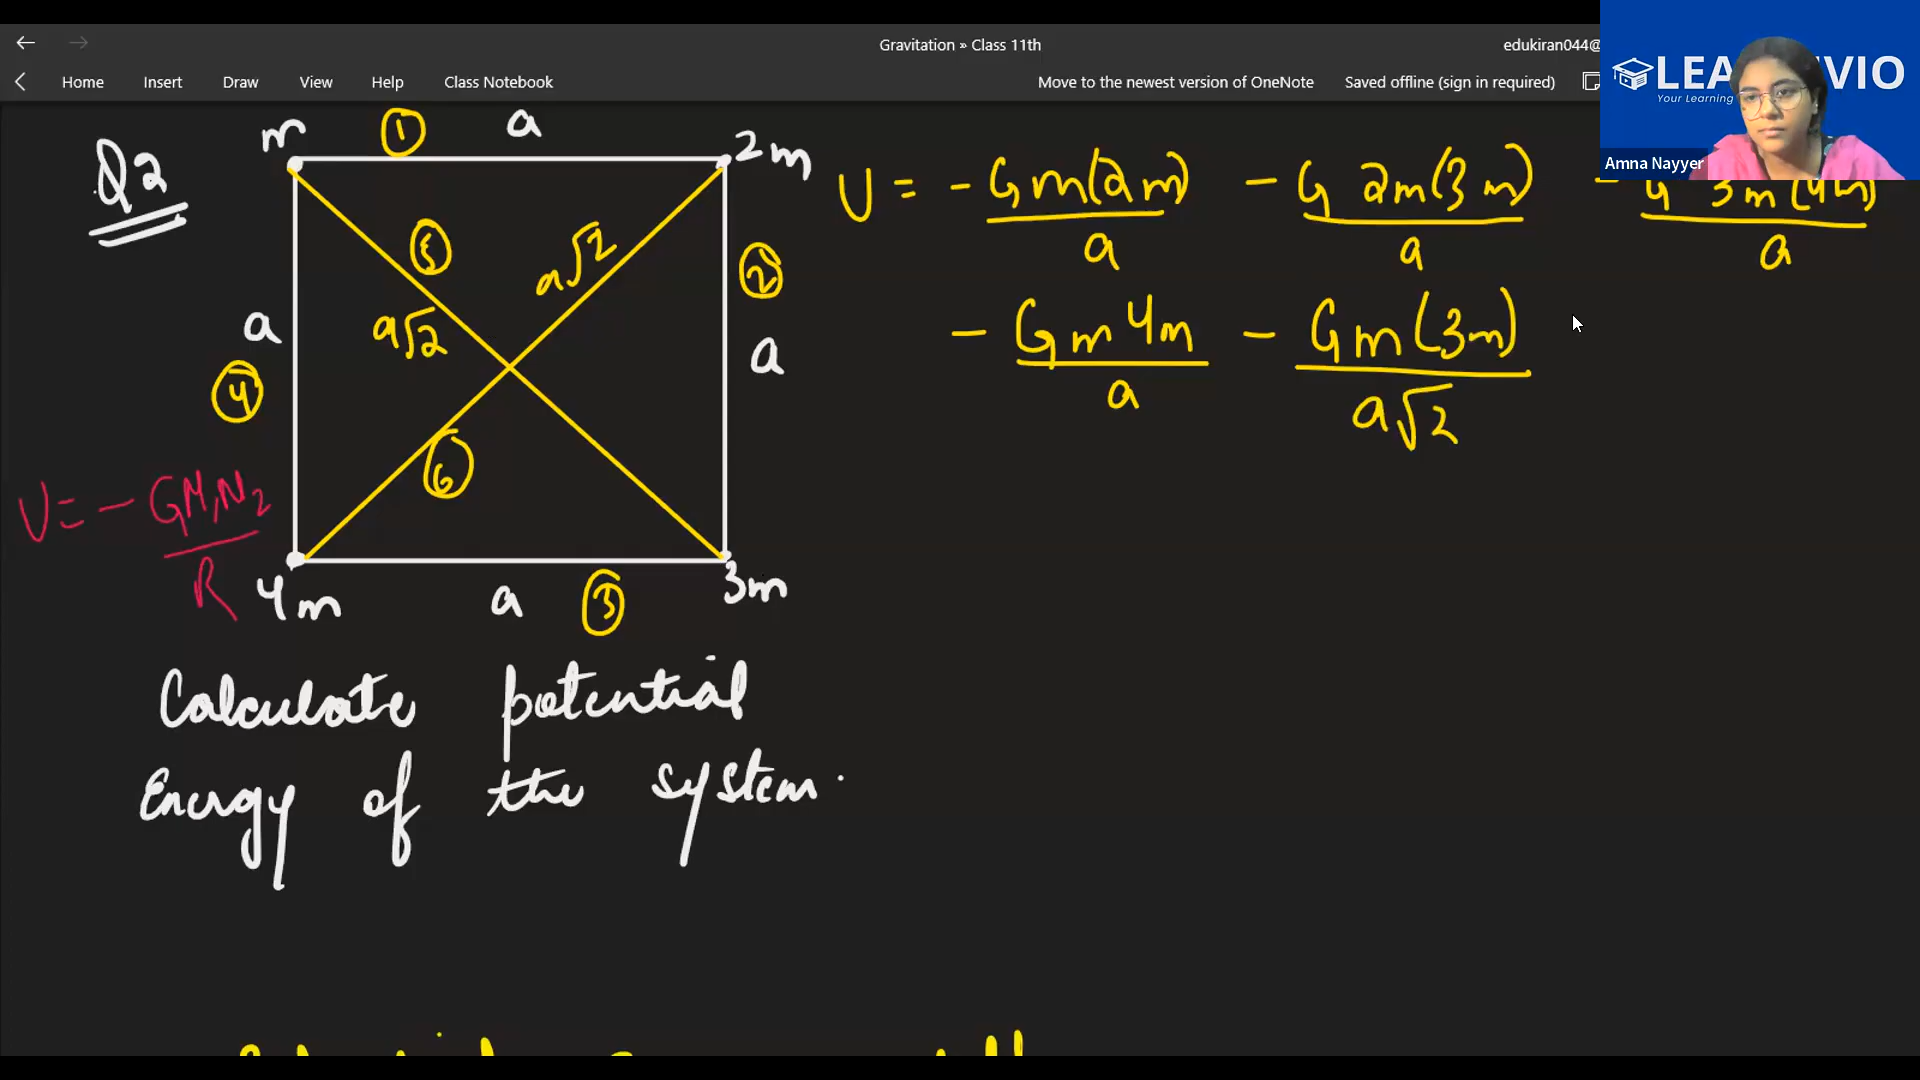 Gravitation » Class 11th
edukiran044@
Home Insert Draw View Help Class Notebook
Move to the newest version of OneNote Saved offline (sign in required)
LEA VIO
Your Learning
Amna Nayyer
Q2
m ① a 2m
U = - Gm(2m)/a - G 2m(3m)/a - G 3m(4m)/a
- Gm4m/a - Gm(3m)/a√2
⑤ a√2 ②
a a√2 a
④
⑥
U = - GM₁M₂/R
4m a ③ 3m
Calculate potential
Energy of the system.